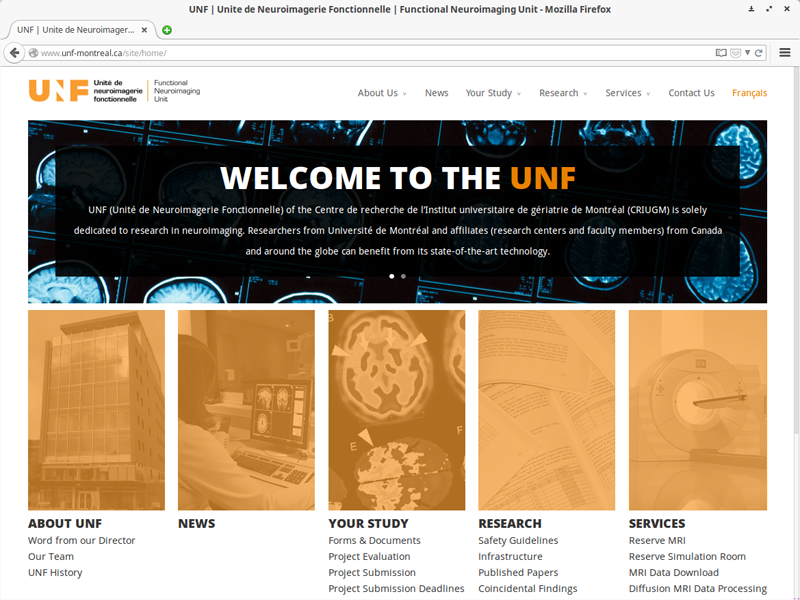 UNF | Unite de Neuroimagerie Fonctionnelle | Functional Neuroimaging Unit - Mozilla Firefox
UNF | Unite de Neuroimager...
www.unf-montreal.ca/site/home/
UNF Unité de neuroimagerie fonctionnelle
Functional Neuroimaging Unit
About Us News Your Study Research Services Contact Us Français
WELCOME TO THE UNF
UNF (Unité de Neuroimagerie Fonctionnelle) of the Centre de recherche de l'Institut universitaire de gériatrie de Montréal (CRIUGM) is solely
dedicated to research in neuroimaging. Researchers from Université de Montréal and affiliates (research centers and faculty members) from Canada
and around the globe can benefit from its state-of-the-art technology.
E
F
ABOUT UNF
Word from our Director
Our Team
UNF History
NEWS
YOUR STUDY
Forms & Documents
Project Evaluation
Project Submission
Project Submission Deadlines
RESEARCH
Safety Guidelines
Infrastructure
Published Papers
Coincidental Findings
SERVICES
Reserve MRI
Reserve Simulation Room
MRI Data Download
Diffusion MRI Data Processing